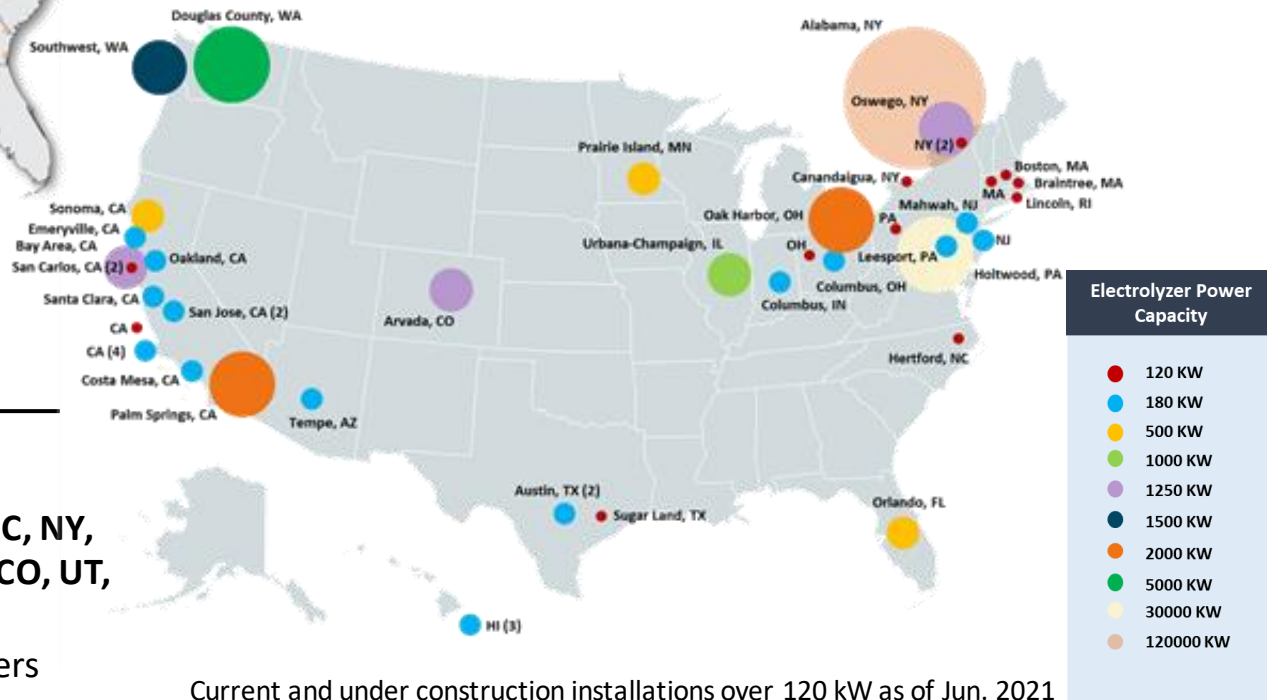 Douglas County, WA
Southwest, WA
Alabama, NY
Oswego, NY
NY (2)
Prairie Island, MN
Canandaigua, NY
Boston, MA
Braintree, MA
MA
Lincoln, RI
Mahwah, NJ
Sonoma, CA
Emeryville, CA
Bay Area, CA
San Carlos, CA (2)
Oakland, CA
Oak Harbor, OH
PA
NJ
Urbana-Champaign, IL
OH
Leesport, PA
Holtwood, PA
Columbus, OH
Columbus, IN
Santa Clara, CA
San Jose, CA (2)
Arvada, CO
CA
CA (4)
Hertford, NC
Costa Mesa, CA
Palm Springs, CA
Tempe, AZ
Austin, TX (2)
Sugar Land, TX
Orlando, FL
HI (3)
Electrolyzer Power
Capacity
120 KW
180 KW
500 KW
1000 KW
1250 KW
1500 KW
2000 KW
5000 KW
30000 KW
120000 KW
C, NY,
CO, UT,
ers
Current and under construction installations over 120 kW as of Jun. 2021